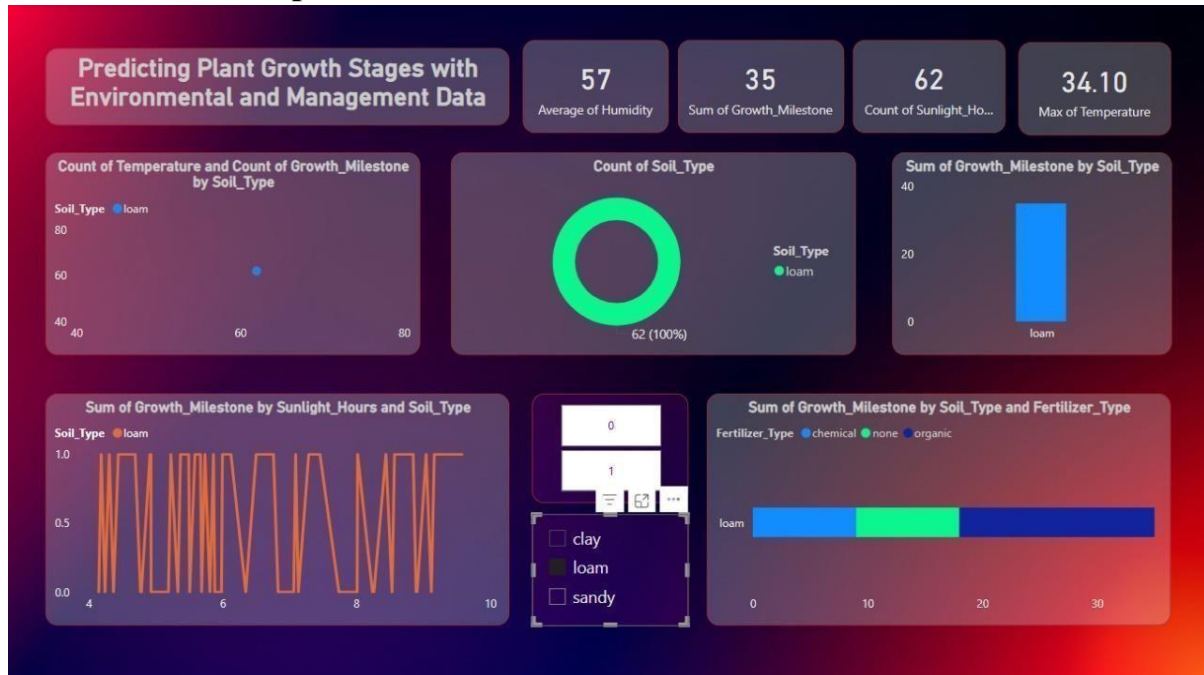 Predicting Plant Growth Stages with
Environmental and Management Data
57
Average of Humidity
35
Sum of Growth_Milestone
62
Count of Sunlight_Ho...
34.10
Max of Temperature
Count of Temperature and Count of Growth_Milestone
by Soil_Type
Soil_Type loam
80
60
40
40 60 80
Count of Soil_Type
Soil_Type
loam
62 (100%)
Sum of Growth_Milestone by Soil_Type
40
20
0
loam
Sum of Growth_Milestone by Sunlight_Hours and Soil_Type
Soil_Type loam
1.0
0.5
0.0
4 6 8 10
0
1
clay
loam
sandy
Sum of Growth_Milestone by Soil_Type and Fertilizer_Type
Fertilizer_Type chemical none organic
loam
0 10 20 30